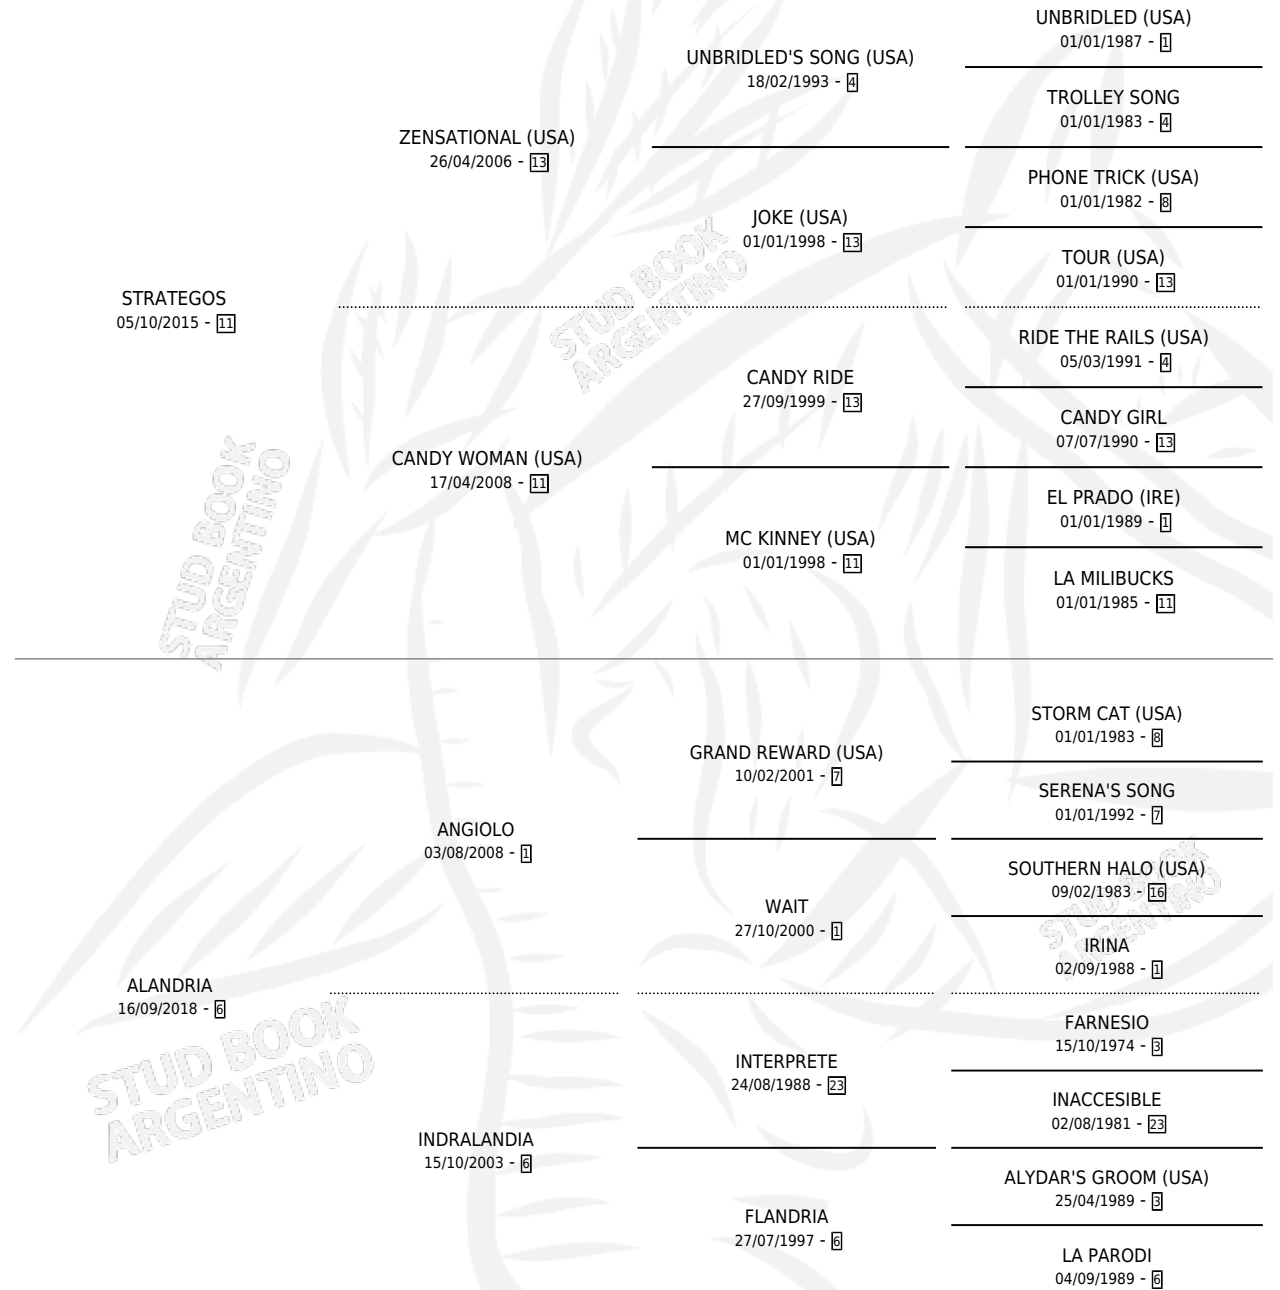 UNBRIDLED (USA)
01/01/1987 - 1
UNBRIDLED'S SONG (USA)
18/02/1993 - 4
TROLLEY SONG
01/01/1983 - 4
ZENSATIONAL (USA)
26/04/2006 - 13
PHONE TRICK (USA)
01/01/1982 - 8
JOKE (USA)
01/01/1998 - 13
TOUR (USA)
01/01/1990 - 13
STRATEGOS
05/10/2015 - 11
RIDE THE RAILS (USA)
05/03/1991 - 4
CANDY RIDE
27/09/1999 - 13
CANDY GIRL
07/07/1990 - 13
CANDY WOMAN (USA)
17/04/2008 - 11
EL PRADO (IRE)
01/01/1989 - 1
MC KINNEY (USA)
01/01/1998 - 11
LA MILIBUCKS
01/01/1985 - 11
STORM CAT (USA)
01/01/1983 - 8
GRAND REWARD (USA)
10/02/2001 - 7
SERENA'S SONG
01/01/1992 - 7
ANGIOLO
03/08/2008 - 1
SOUTHERN HALO (USA)
09/02/1983 - 16
WAIT
27/10/2000 - 1
IRINA
02/09/1988 - 1
ALANDRIA
16/09/2018 - 6
FARNESIO
15/10/1974 - 3
INTERPRETE
24/08/1988 - 23
INACCESIBLE
02/08/1981 - 23
INDRALANDIA
15/10/2003 - 6
ALYDAR'S GROOM (USA)
25/04/1989 - 3
FLANDRIA
27/07/1997 - 6
LA PARODI
04/09/1989 - 6
STUD BOOK
ARGENTINO
STUD BOOK
ARGENTINO
STUD BOOK
ARGENTINO
STUD BOOK
ARGENTINO